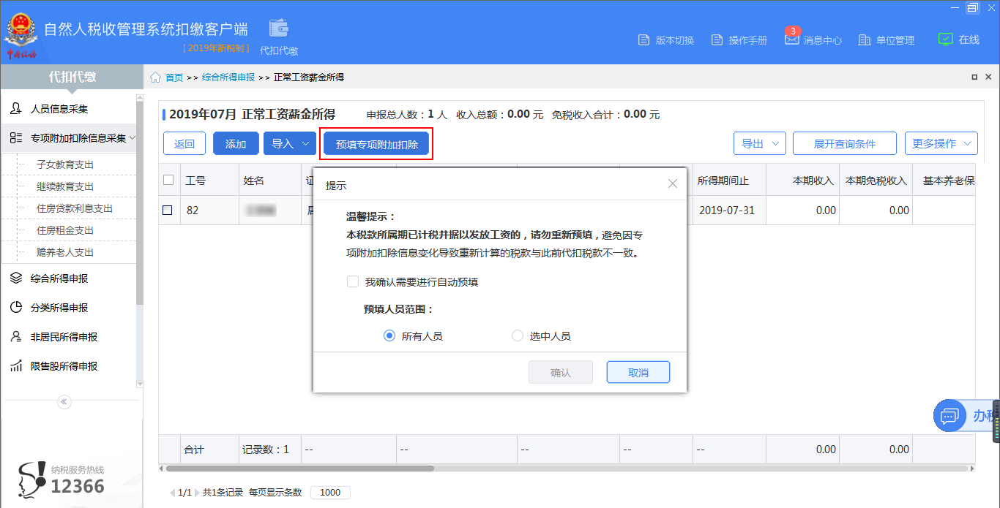 自然人税收管理系统扣缴客户端
[ 2019年新税制 ]
代扣代缴
版本切换
操作手册
3
消息中心
单位管理
在线
代扣代缴
首页 >> 综合所得申报 >> 正常工资薪金所得
人员信息采集
专项附加扣除信息采集
子女教育支出
继续教育支出
住房贷款利息支出
住房租金支出
赡养老人支出
综合所得申报
分类所得申报
非居民所得申报
限售股所得申报
纳税服务热线
12366
2019年07月 正常工资薪金所得
申报总人数：1 人 收入总额：0.00 元 免税收入合计：0.00 元
返回
添加
导入
预填专项附加扣除
导出
展开查询条件
更多操作
工号 姓名 所得期间止 本期收入 本期免税收入 基本养老保
82 2019-07-31 0.00 0.00
提示
温馨提示：
本税款所属期已计税并据以发放工资的，请勿重新预填，避免因专
项附加扣除信息变化导致重新计算的税款与此前代扣税款不一致。
我确认需要进行自动预填
预填人员范围：
所有人员 选中人员
确认 取消
办税
合计 记录数：1 -- -- -- -- -- 0.00 0.00
1/1 共1条记录 每页显示条数 1000